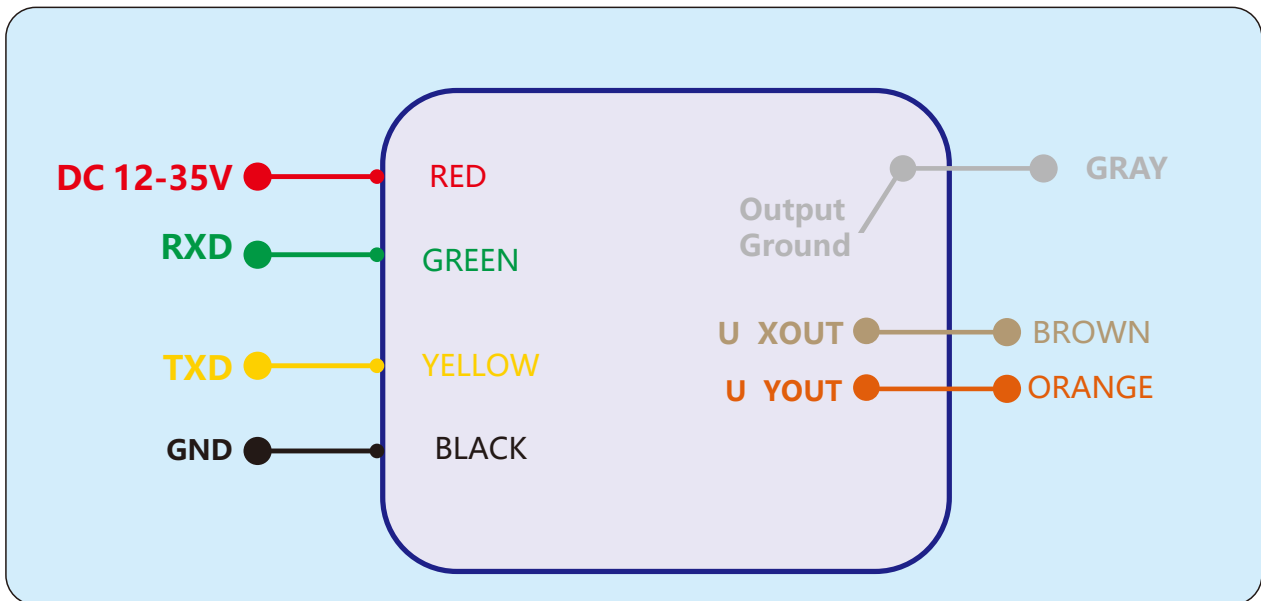 DC 12-35V
RED
GRAY
RXD
GREEN
Output
Ground
U XOUT
BROWN
TXD
YELLOW
U YOUT
ORANGE
GND
BLACK